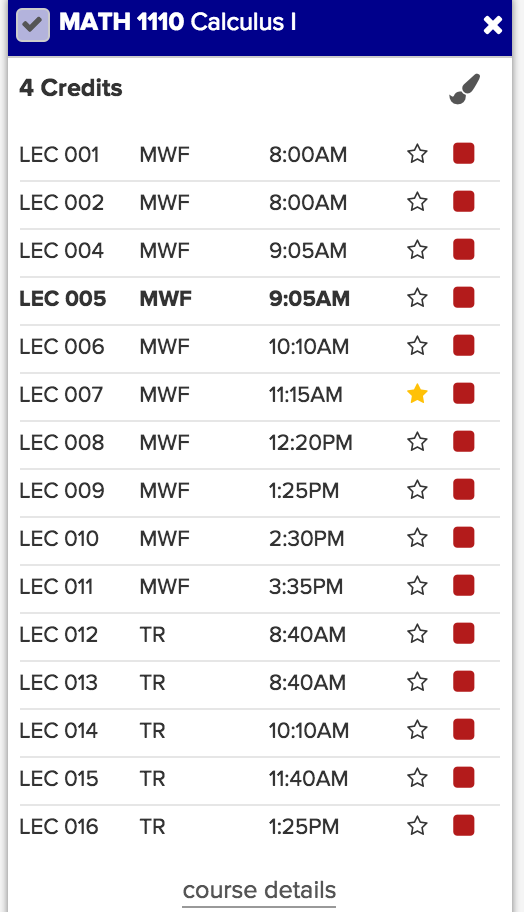 MATH 1110 Calculus I
4 Credits
LEC 001 MWF 8:00AM
LEC 002 MWF 8:00AM
LEC 004 MWF 9:05AM
LEC 005 MWF 9:05AM
LEC 006 MWF 10:10AM
LEC 007 MWF 11:15AM
LEC 008 MWF 12:20PM
LEC 009 MWF 1:25PM
LEC 010 MWF 2:30PM
LEC 011 MWF 3:35PM
LEC 012 TR 8:40AM
LEC 013 TR 8:40AM
LEC 014 TR 10:10AM
LEC 015 TR 11:40AM
LEC 016 TR 1:25PM
course details